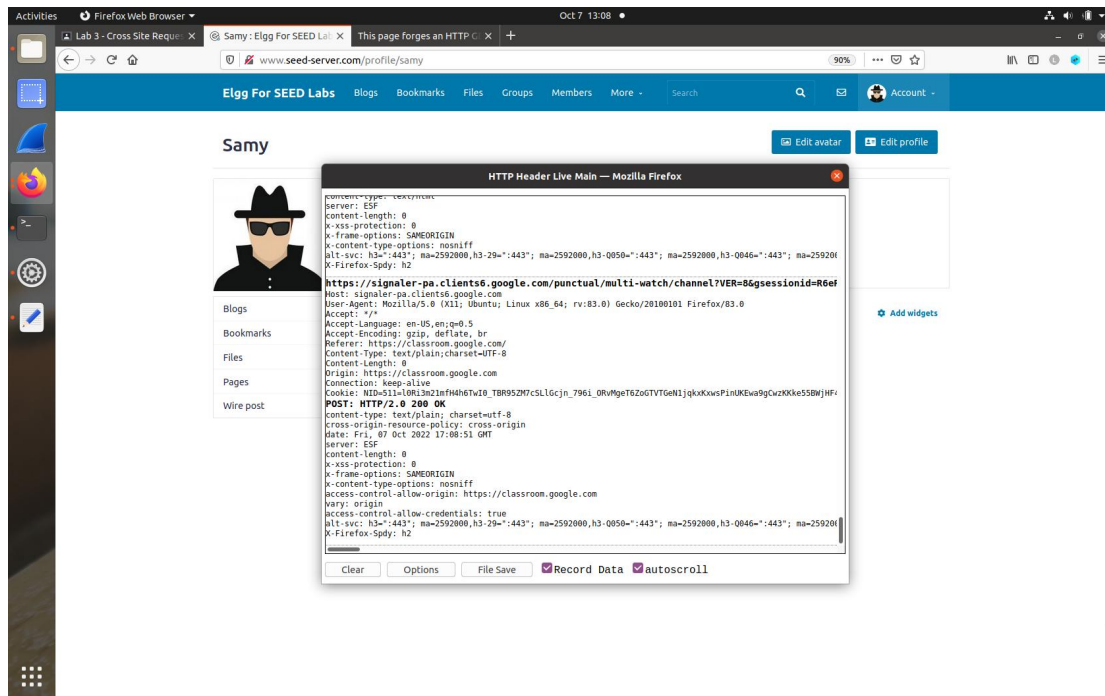 Activities Firefox Web Browser Oct 7 13:08
Lab 3 - Cross Site Reques Samy : Elgg For SEED Lab This page forges an HTTP G
www.seed-server.com/profile/samy 90%
Elgg For SEED Labs Blogs Bookmarks Files Groups Members More Search Account
Samy
Edit avatar Edit profile
HTTP Header Live Main — Mozilla Firefox
content-type: text/html
server: ESF
content-length: 0
x-xss-protection: 0
x-frame-options: SAMEORIGIN
x-content-type-options: nosniff
alt-svc: h3=":443"; ma=2592000,h3-29=":443"; ma=2592000,h3-Q050=":443"; ma=2592000,h3-Q046=":443"; ma=259200
X-Firefox-Spdy: h2
https://signaler-pa.clients6.google.com/punctual/multi-watch/channel?VER=8&gsessionid=R6eF
Host: signaler-pa.clients6.google.com
User-Agent: Mozilla/5.0 (X11; Ubuntu; Linux x86_64; rv:83.0) Gecko/20100101 Firefox/83.0
Accept: */*
Accept-Language: en-US,en;q=0.5
Accept-Encoding: gzip, deflate, br
Referer: https://classroom.google.com/
Content-Type: text/plain;charset=UTF-8
Content-Length: 0
Origin: https://classroom.google.com
Connection: keep-alive
Cookie:
POST: HTTP/2.0 200 OK
content-type: text/plain; charset=utf-8
cross-origin-resource-policy: cross-origin
date: Fri, 07 Oct 2022 17:08:51 GMT
server: ESF
content-length: 0
x-xss-protection: 0
x-frame-options: SAMEORIGIN
x-content-type-options: nosniff
access-control-allow-origin: https://classroom.google.com
vary: origin
access-control-allow-credentials: true
alt-svc: h3=":443"; ma=2592000,h3-29=":443"; ma=2592000,h3-Q050=":443"; ma=2592000,h3-Q046=":443"; ma=259200
X-Firefox-Spdy: h2
Clear Options File Save Record Data autoscroll
Blogs
Bookmarks
Files
Pages
Wire post
Add widgets